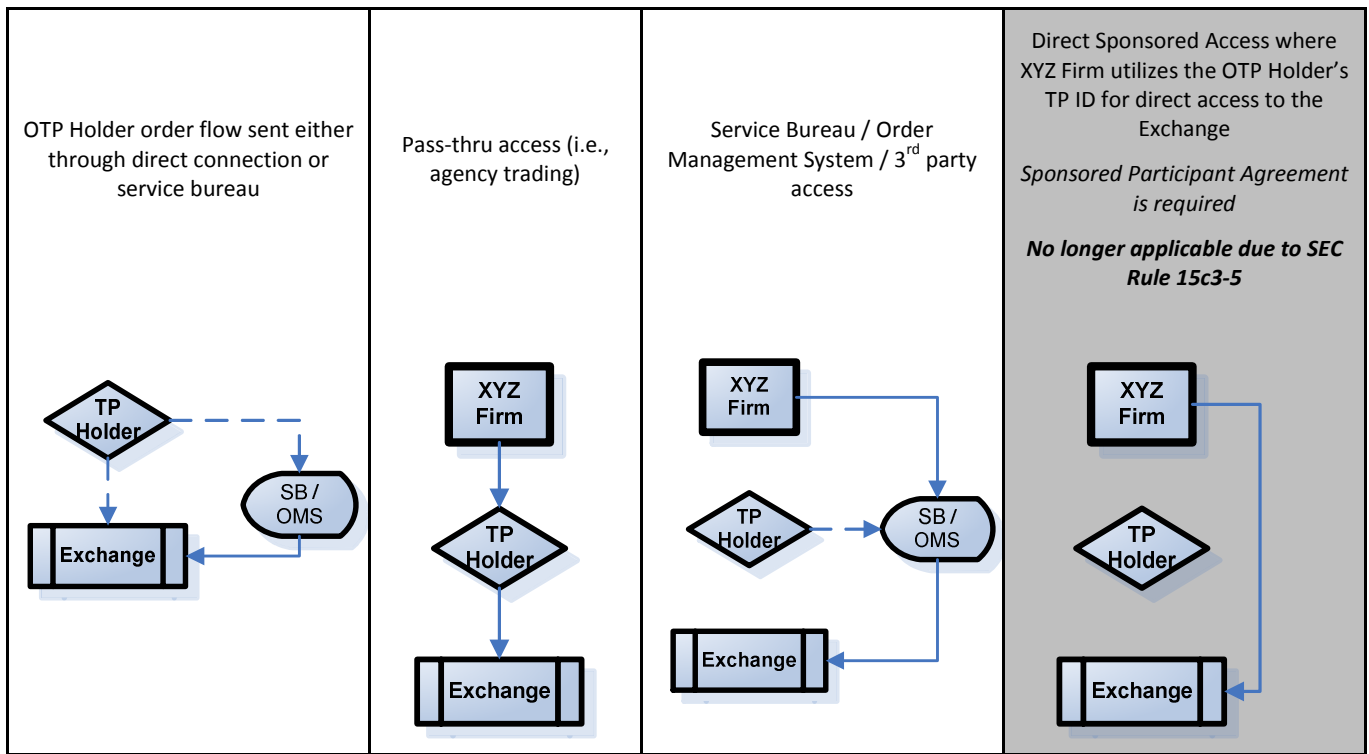 OTP Holder order flow sent either
through direct connection or
service bureau
TP
Holder
SB /
OMS
Exchange
Pass-thru access (i.e.,
agency trading)
XYZ
Firm
TP
Holder
Exchange
Service Bureau / Order
Management System / 3rd party
access
XYZ
Firm
TP
Holder
SB /
OMS
Exchange
Direct Sponsored Access where
XYZ Firm utilizes the OTP Holder’s
TP ID for direct access to the
Exchange
Sponsored Participant Agreement
is required
No longer applicable due to SEC
Rule 15c3-5
XYZ
Firm
TP
Holder
Exchange